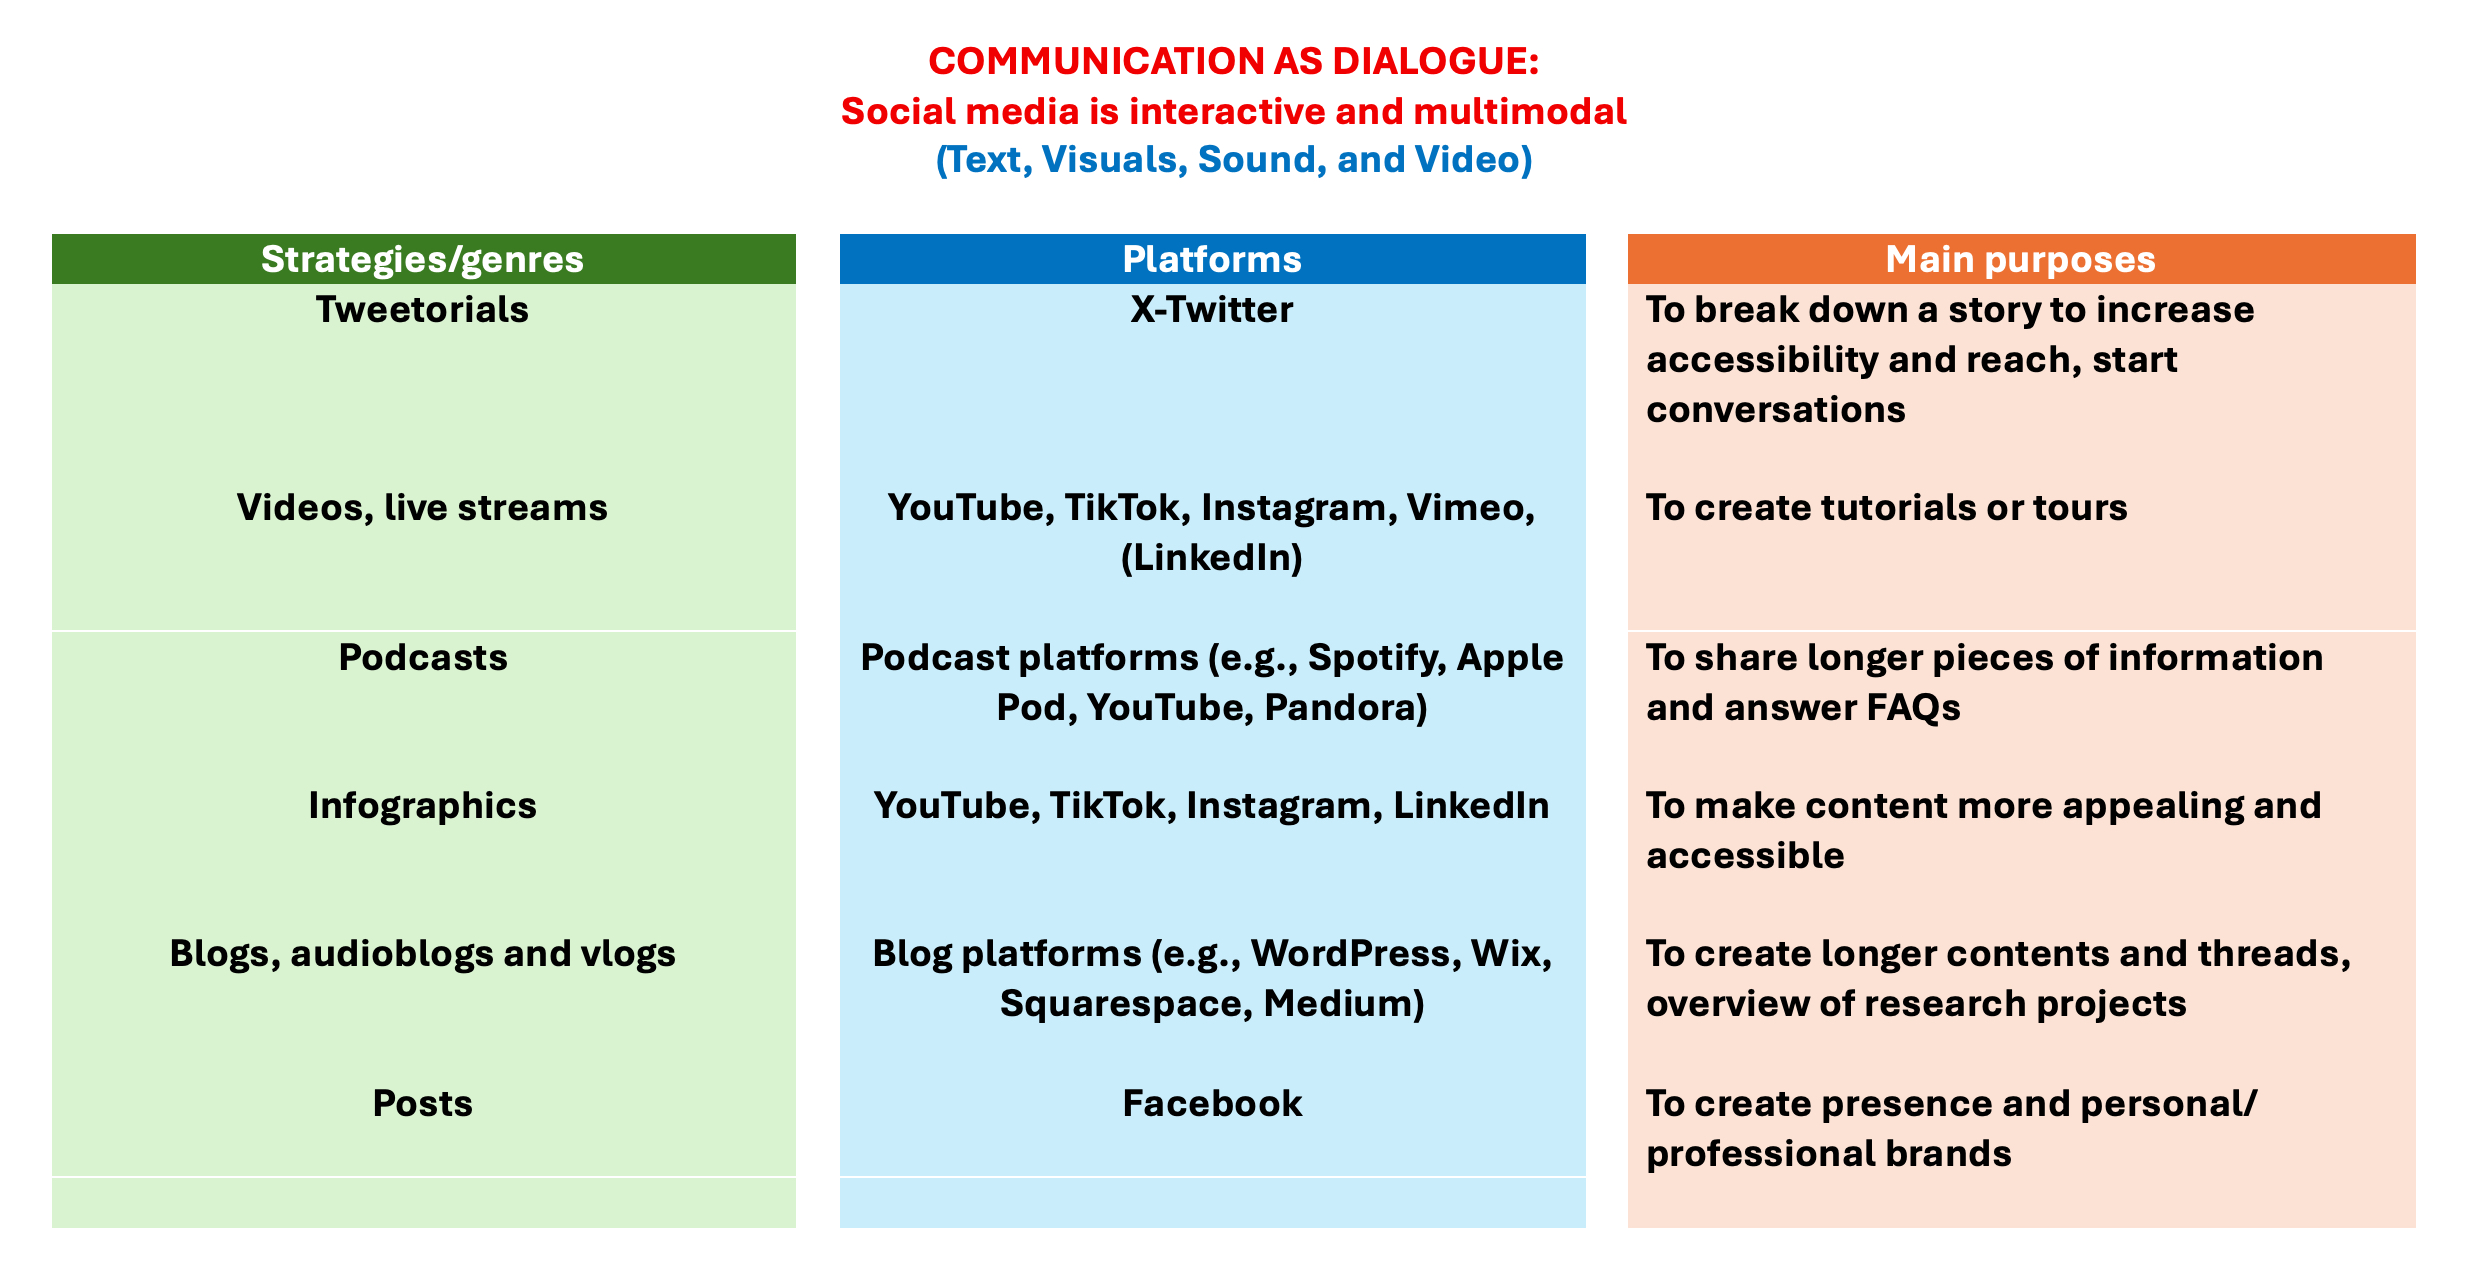 COMMUNICATION AS DIALOGUE:
Social media is interactive and multimodal
(Text, Visuals, Sound, and Video)
Strategies/genres
Platforms
Main purposes
Tweetorials
X-Twitter
To break down a story to increase
accessibility and reach, start
conversations
Videos, live streams
YouTube, TikTok, Instagram, Vimeo,
(LinkedIn)
To create tutorials or tours
Podcasts
Podcast platforms (e.g., Spotify, Apple
Pod, YouTube, Pandora)
To share longer pieces of information
and answer FAQs
Infographics
YouTube, TikTok, Instagram, LinkedIn
To make content more appealing and
accessible
Blogs, audioblogs and vlogs
Blog platforms (e.g., WordPress, Wix,
Squarespace, Medium)
To create longer contents and threads,
overview of research projects
Posts
Facebook
To create presence and personal/
professional brands